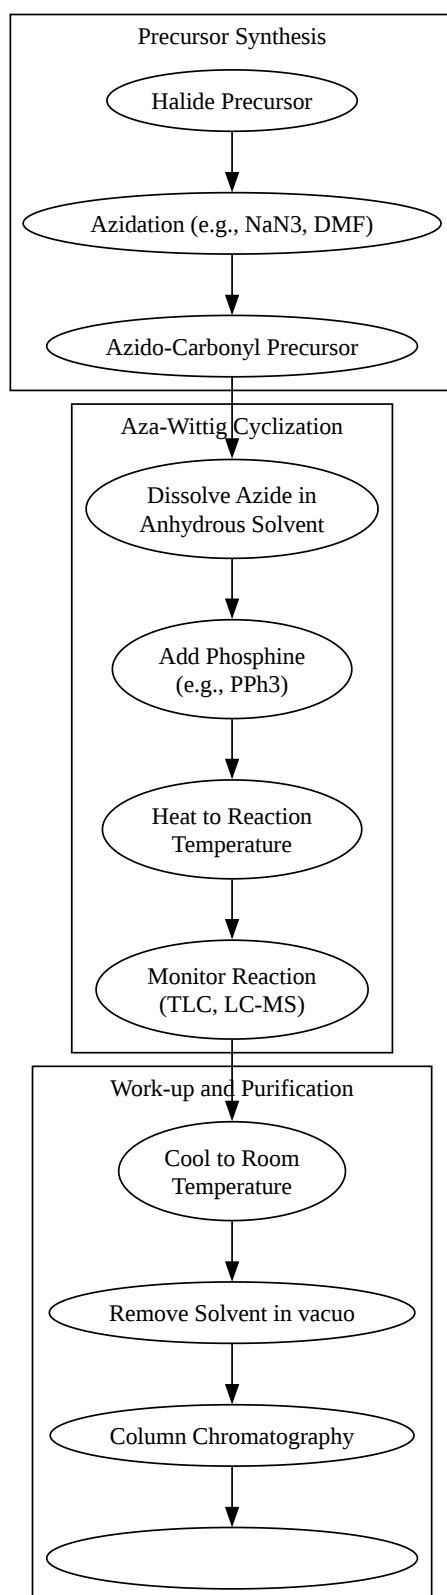 Precursor Synthesis
Halide Precursor
Azidation (e.g., NaN3, DMF)
Azido-Carbonyl Precursor
Aza-Wittig Cyclization
Dissolve Azide in
Anhydrous Solvent
Add Phosphine
(e.g., PPh3)
Heat to Reaction
Temperature
Monitor Reaction
(TLC, LC-MS)
Work-up and Purification
Cool to Room
Temperature
Remove Solvent in vacuo
Column Chromatography